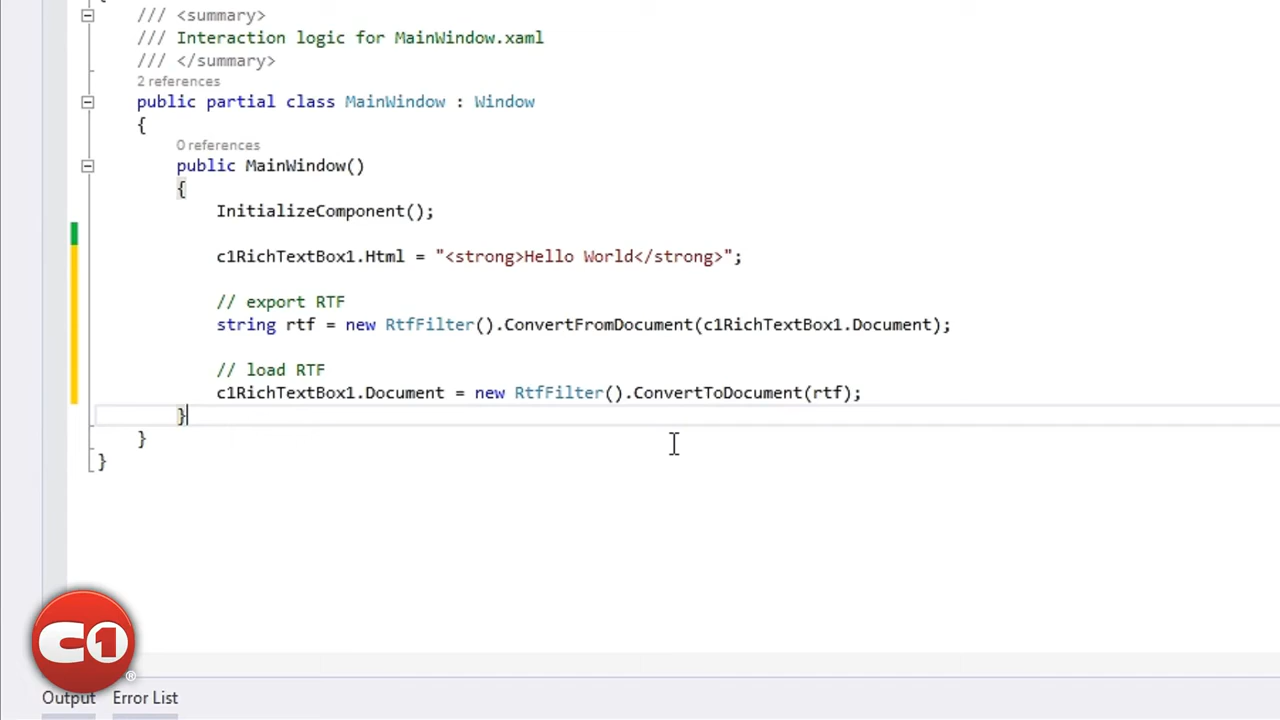 /// <summary>
/// Interaction logic for MainWindow.xaml
/// </summary>
2 references
public partial class MainWindow : Window
{
0 references
public MainWindow()
{
InitializeComponent();
c1RichTextBox1.Html = "<strong>Hello World</strong>";
// export RTF
string rtf = new RtfFilter().ConvertFromDocument(c1RichTextBox1.Document);
// load RTF
c1RichTextBox1.Document = new RtfFilter().ConvertToDocument(rtf);
}
}
}
C1
®
Output Error List